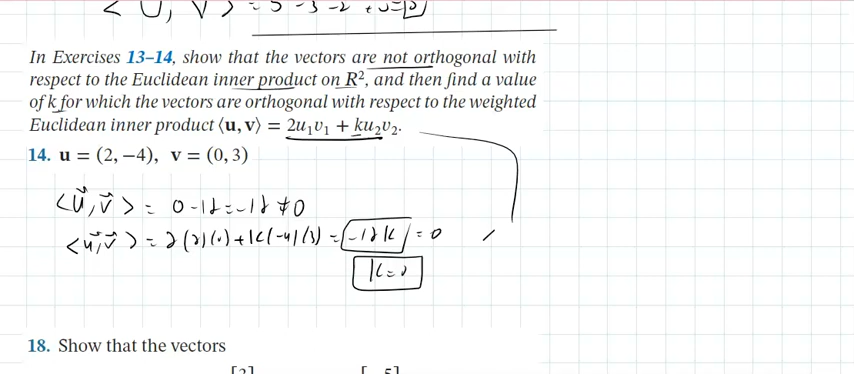 < U, V > = 5 -3 -2
In Exercises 13–14, show that the vectors are not orthogonal with
respect to the Euclidean inner product on R², and then find a value
of k for which the vectors are orthogonal with respect to the weighted
Euclidean inner product ⟨u, v⟩ = 2u₁v₁ + ku₂v₂.
14. u = (2, −4), v = (0, 3)
<u⃗, v⃗> = 0 -12 = -12 ≠ 0
<u⃗, v⃗> = 2(2)(0) + k(-4)(3) = -12k = 0
k = 0
18. Show that the vectors